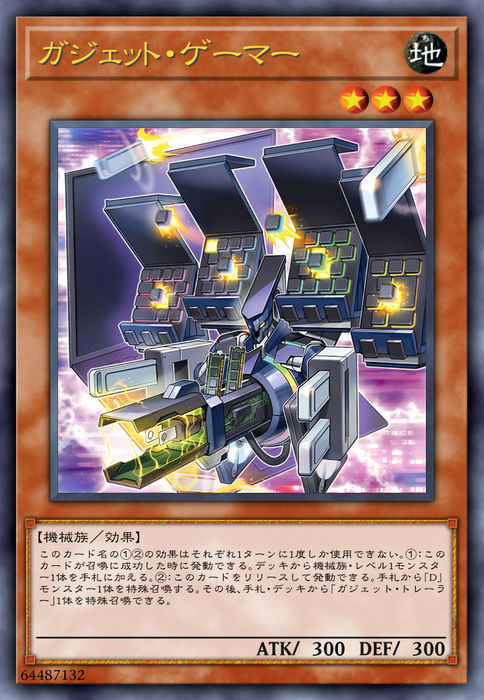 ガジェット・ゲーマー
ち
地
【機械族／効果】
このカード名の①②の効果はそれぞれ1ターンに1度しか使用できない。①：この
カードが召喚に成功した時に発動できる。デッキから機械族・レベル1モンスタ
ー1体を手札に加える。②：このカードをリリースして発動できる。手札から「D」
モンスター1体を特殊召喚する。その後、手札・デッキから「ガジェット・トレーラ
ー」1体を特殊召喚できる。
ATK/ 300 DEF/ 300
64487132